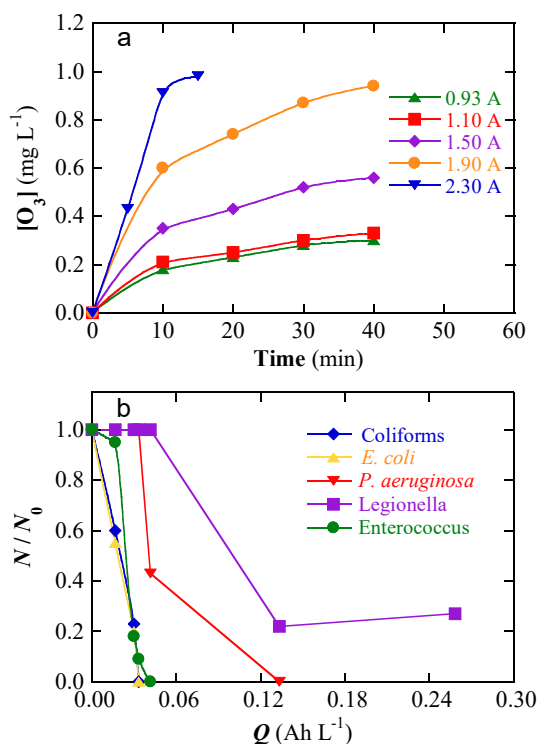 a
1.2
1.0
0.8
0.6
0.4
0.2
0.0
[O₃] (mg L⁻¹)
0.93 A
1.10 A
1.50 A
1.90 A
2.30 A
0 10 20 30 40 50 60
Time (min)
b
1.0
0.8
0.6
0.4
0.2
0.0
N / N₀
Coliforms
E. coli
P. aeruginosa
Legionella
Enterococcus
0.00 0.06 0.12 0.18 0.24 0.30
Q (Ah L⁻¹)